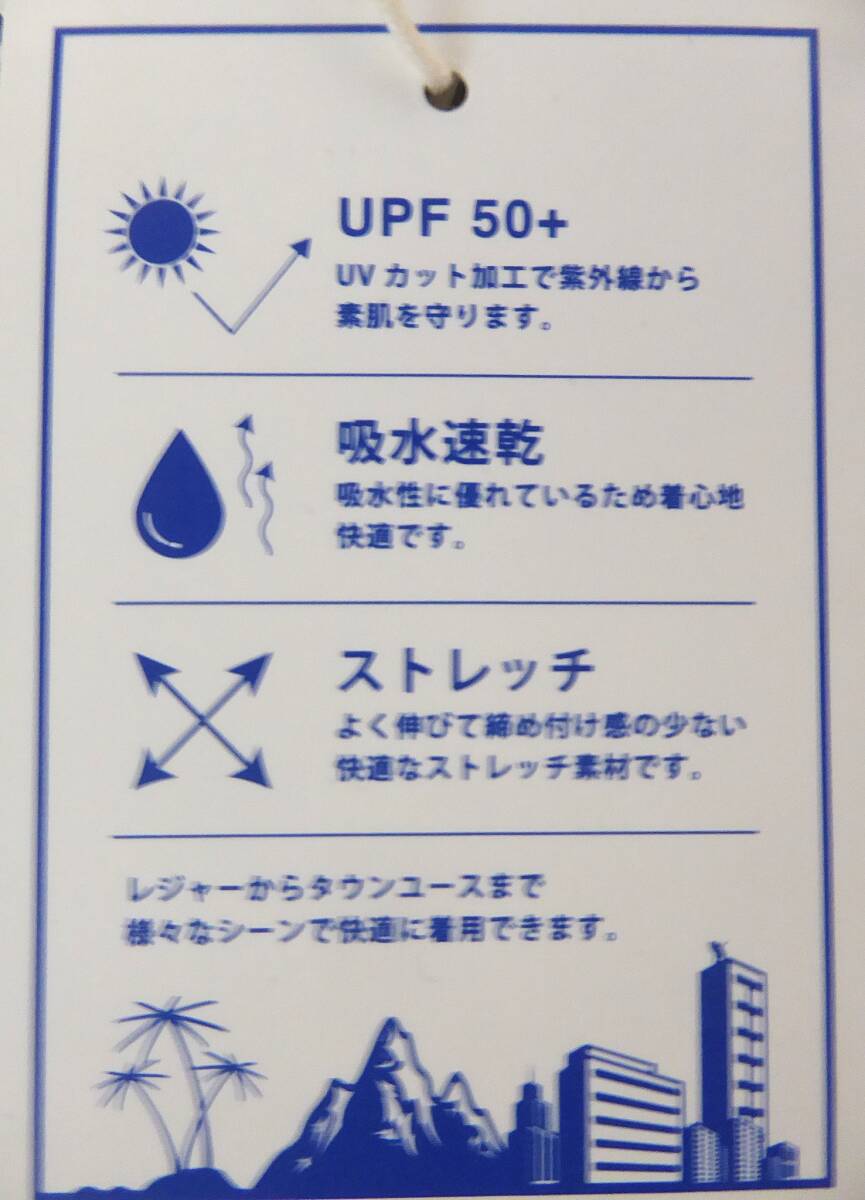 UPF 50+
UV カット加工で紫外線から
素肌を守ります。
吸水速乾
吸水性に優れているため着心地
快適です。
ストレッチ
よく伸びて締め付け感の少ない
快適なストレッチ素材です。
レジャーからタウンユースまで
様々なシーンで快適に着用できます。